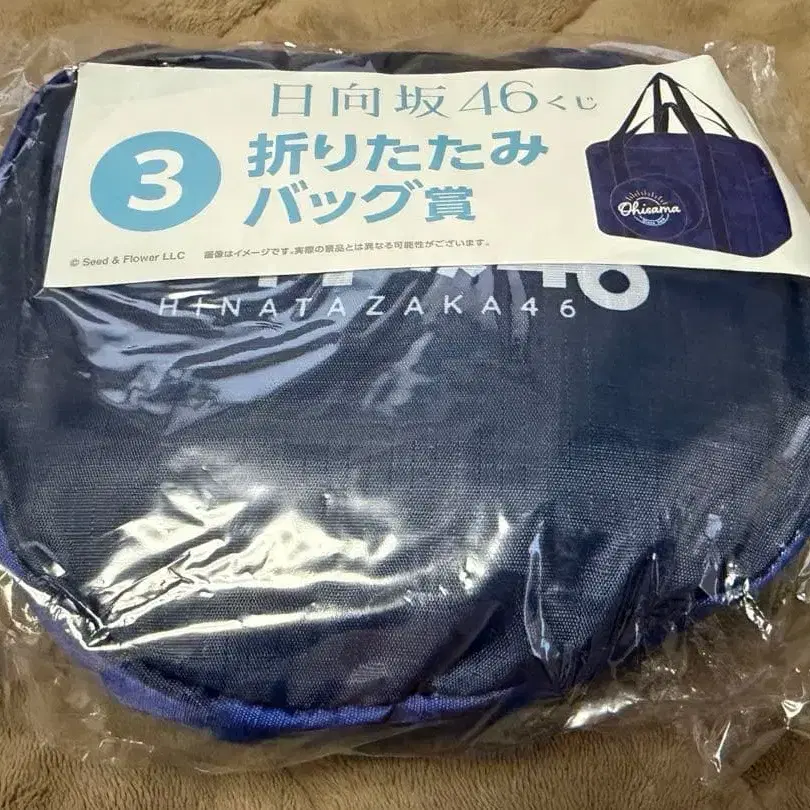 日向坂46くじ
3
折りたたみ
バッグ賞
Ohisama
© Seed & Flower LLC
画像はイメージです。実際の景品とは異なる可能性がございます。
46
HINATAZAKA46